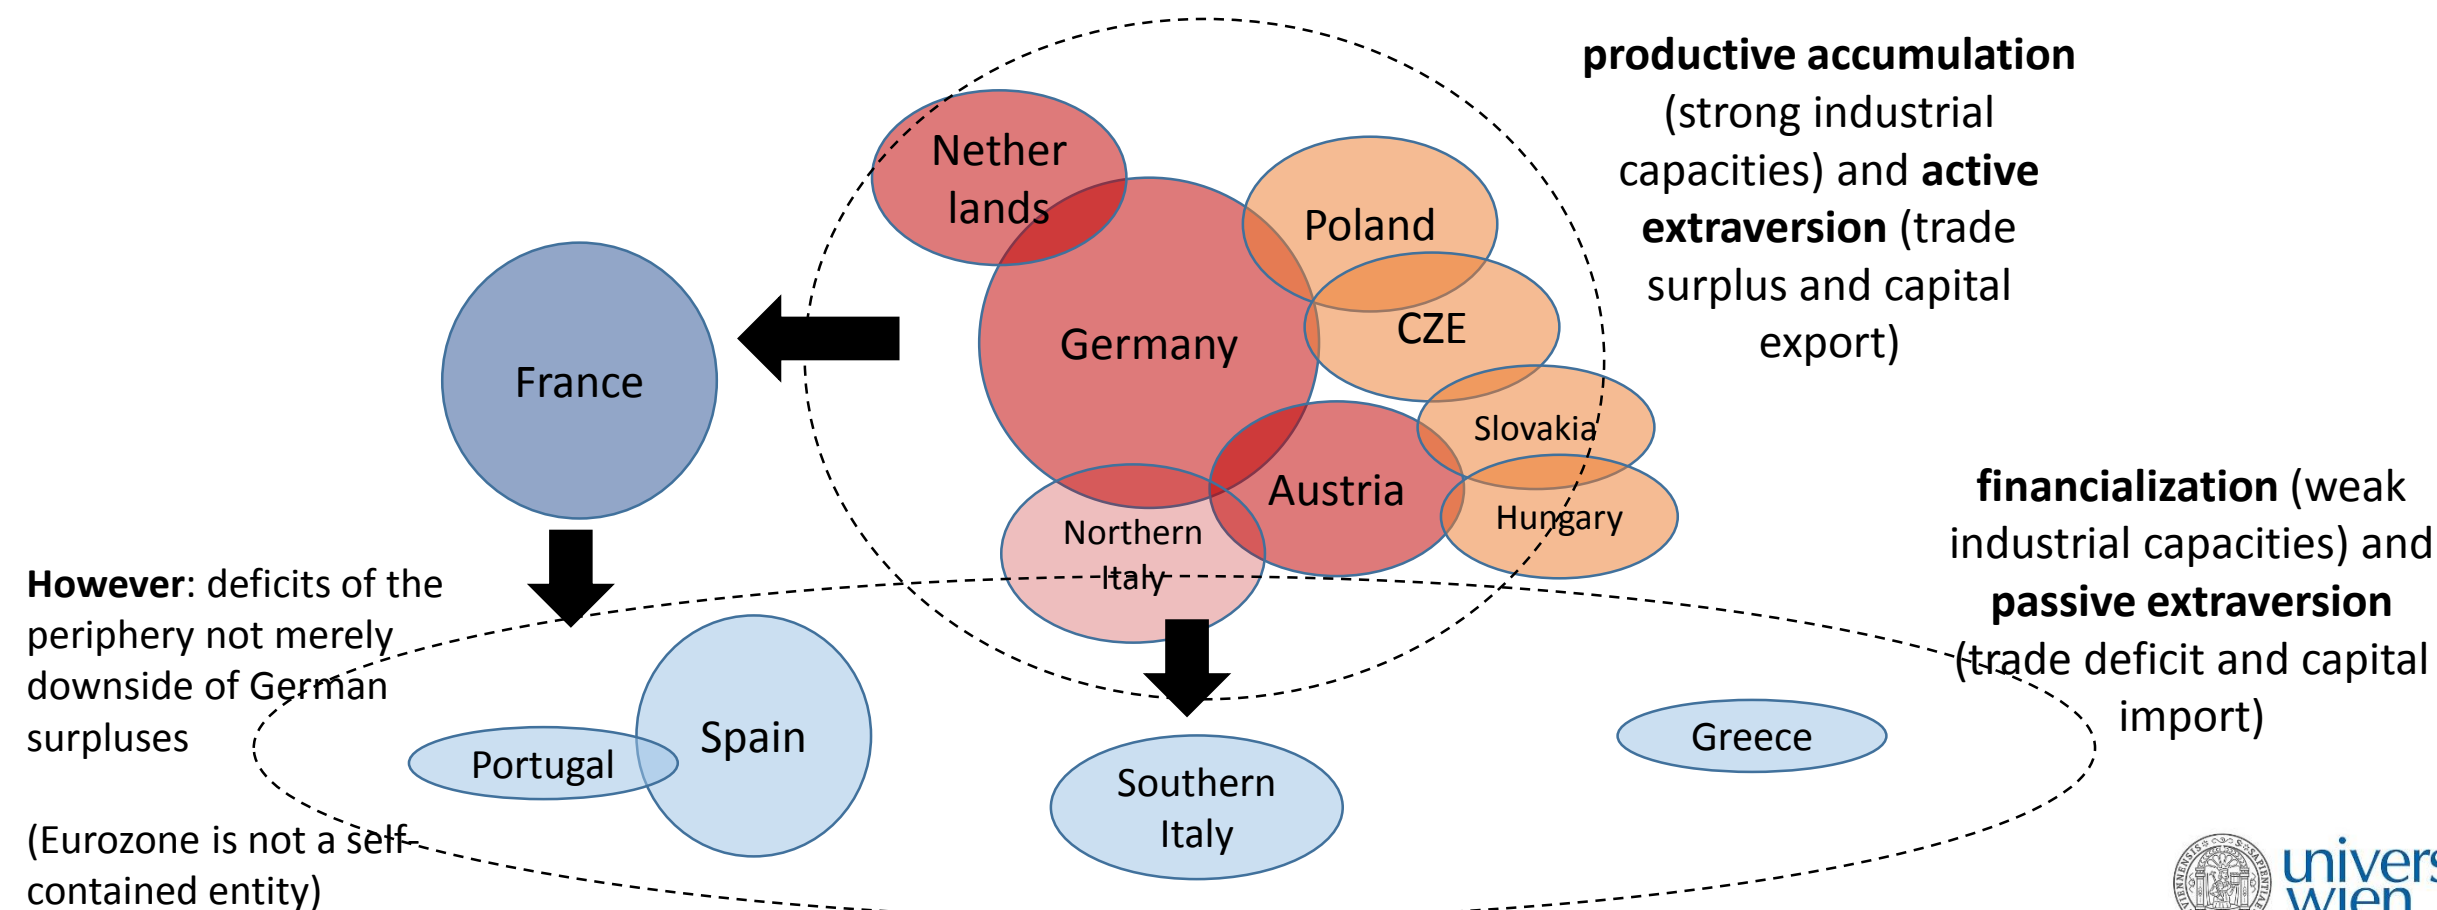 productive accumulation
(strong industrial
capacities) and active
extraversion (trade
surplus and capital
export)
Nether
lands
Poland
Germany
CZE
France
Slovakia
Austria
Hungary
Northern
Italy
financialization (weak
industrial capacities) and
passive extraversion
(trade deficit and capital
import)
However: deficits of the
periphery not merely
downside of German
surpluses
(Eurozone is not a self-
contained entity)
Portugal
Spain
Southern
Italy
Greece
univers
wien